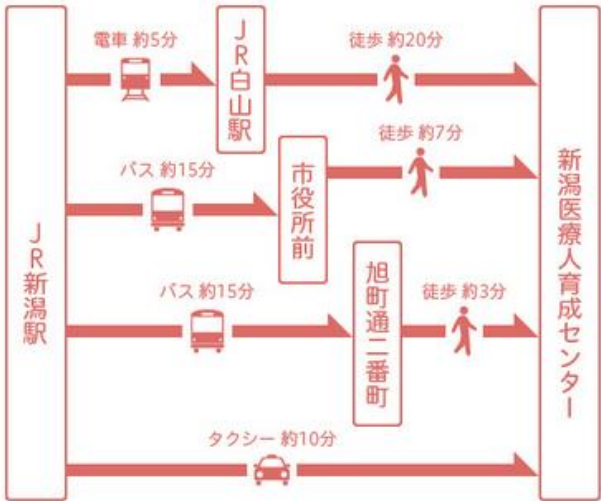 JR新潟駅
電車 約5分
JR白山駅
徒歩 約20分
バス 約15分
市役所前
徒歩 約7分
バス 約15分
旭町通二番町
徒歩 約3分
タクシー 約10分
新潟医療人育成センター